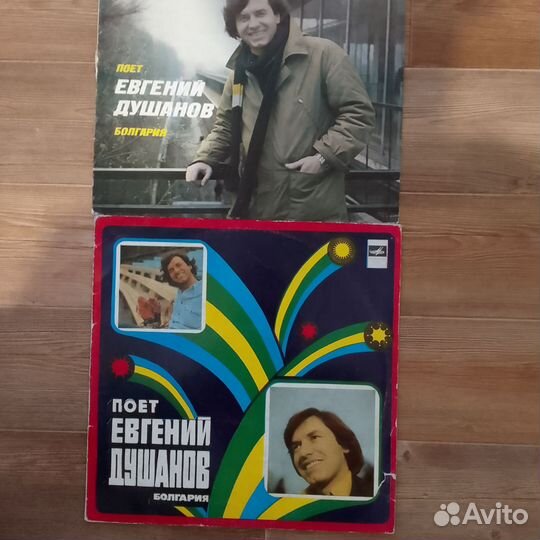 ПОЕТ
ЕВГЕНИЙ
ДУШАНОВ
БОЛГАРИЯ
ПОЕТ
ЕВГЕНИЙ
ДУШАНОВ
БОЛГАРИЯ
Avito